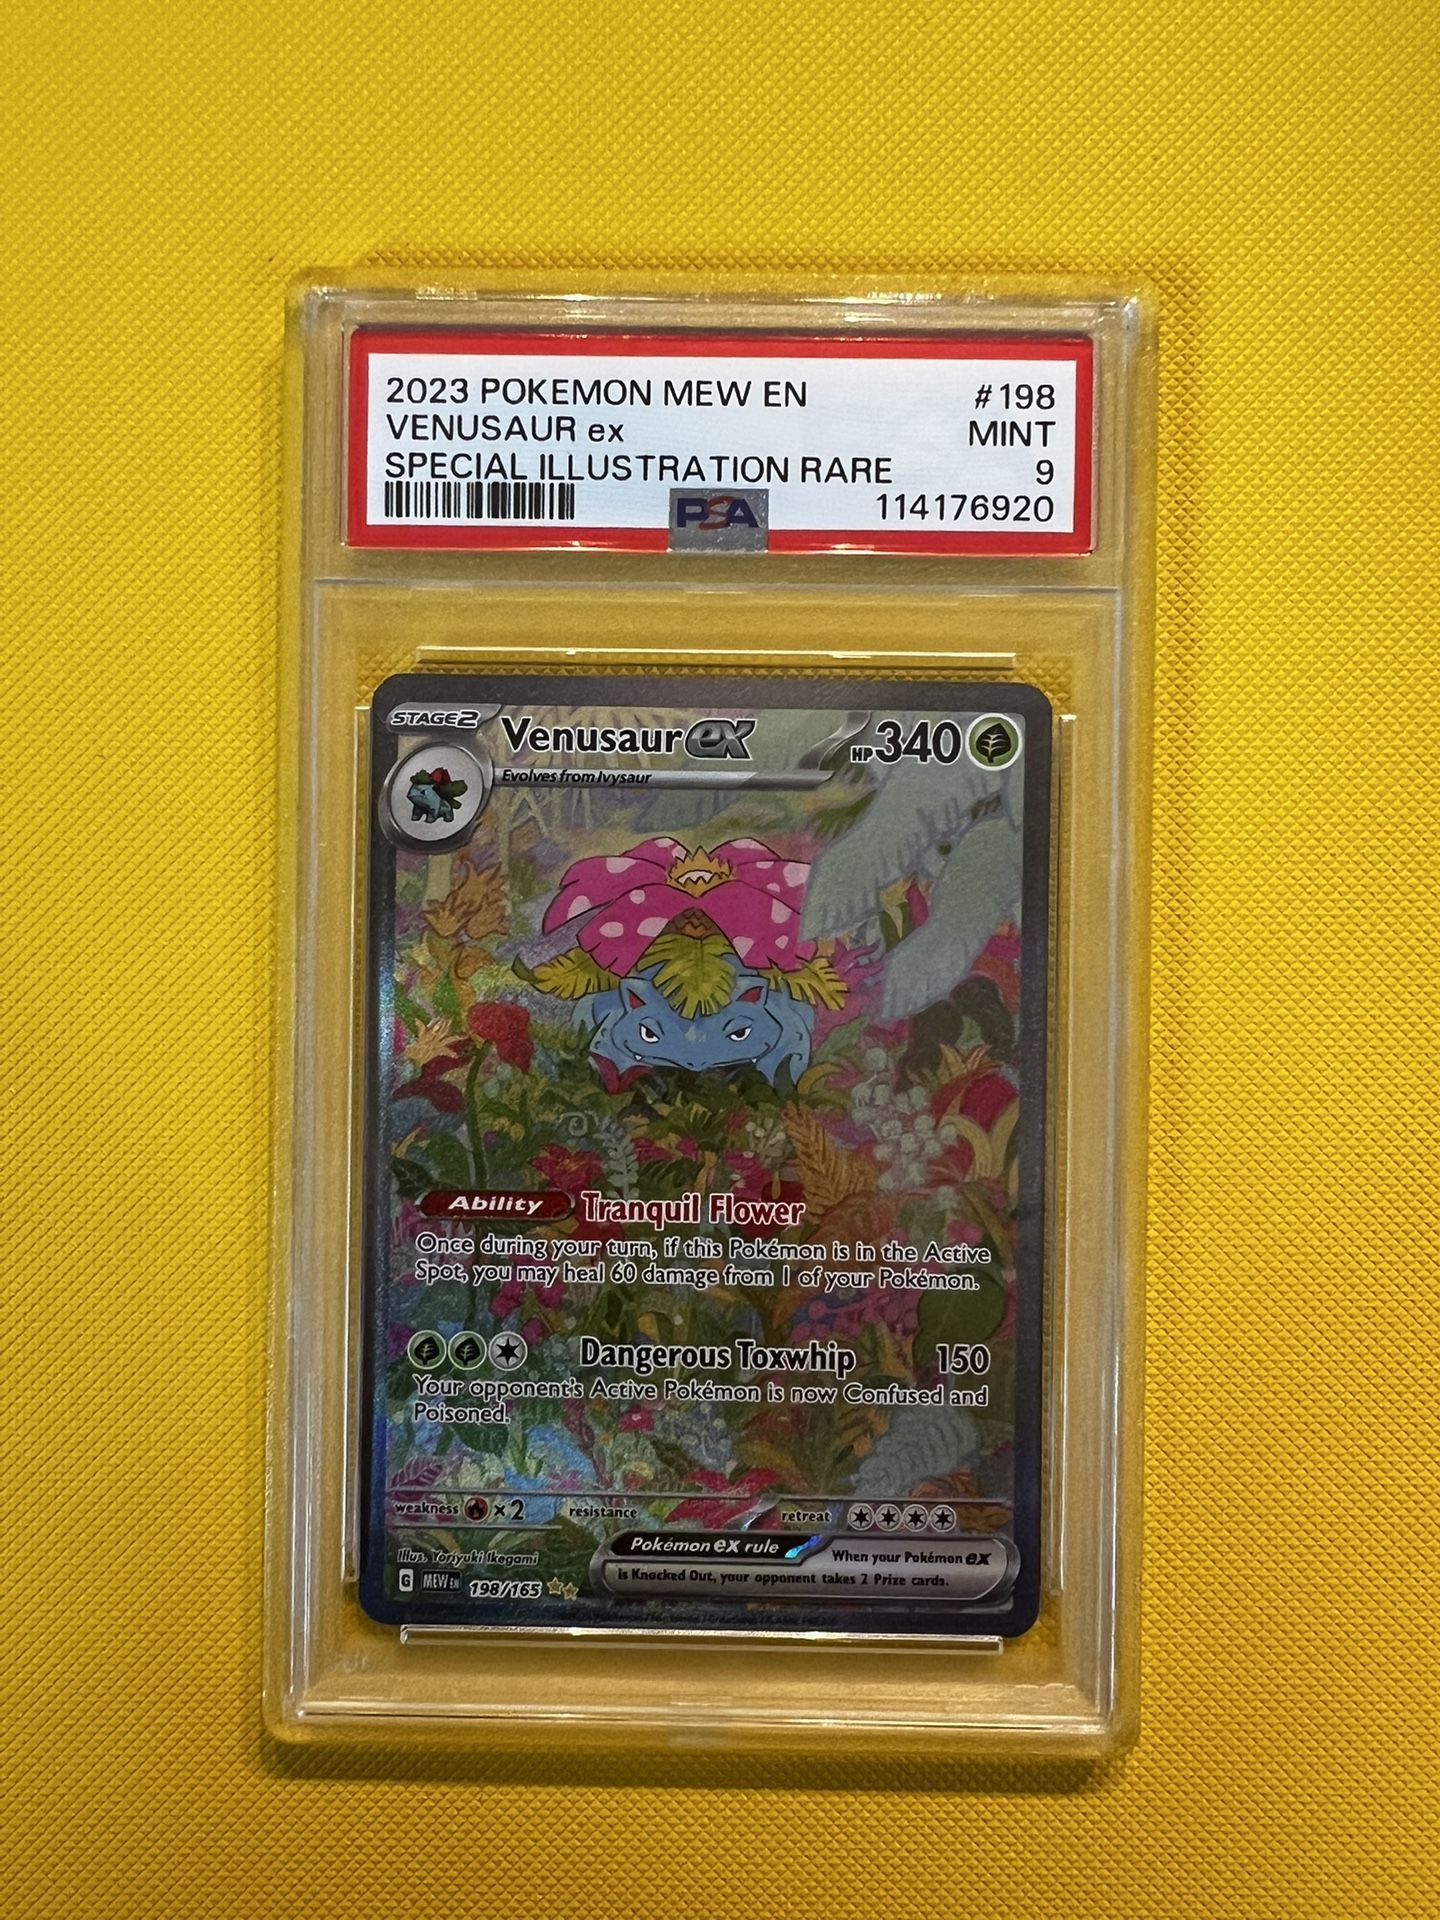 2023 POKEMON MEW EN #198
VENUSAUR ex MINT
SPECIAL ILLUSTRATION RARE 9
PSA 114176920
STAGE2 Venusaur ex HP 340
Evolves from Ivysaur
Ability Tranquil Flower
Once during your turn, if this Pokémon is in the Active
Spot, you may heal 60 damage from 1 of your Pokémon.
Dangerous Toxwhip 150
Your opponent's Active Pokémon is now Confused and
Poisoned.
weakness ×2 resistance retreat
Illus. Yoriyuki Ikegami
Pokémon ex rule When your Pokémon ex
is Knocked Out, your opponent takes 2 Prize cards.
G MEW EN 198/165